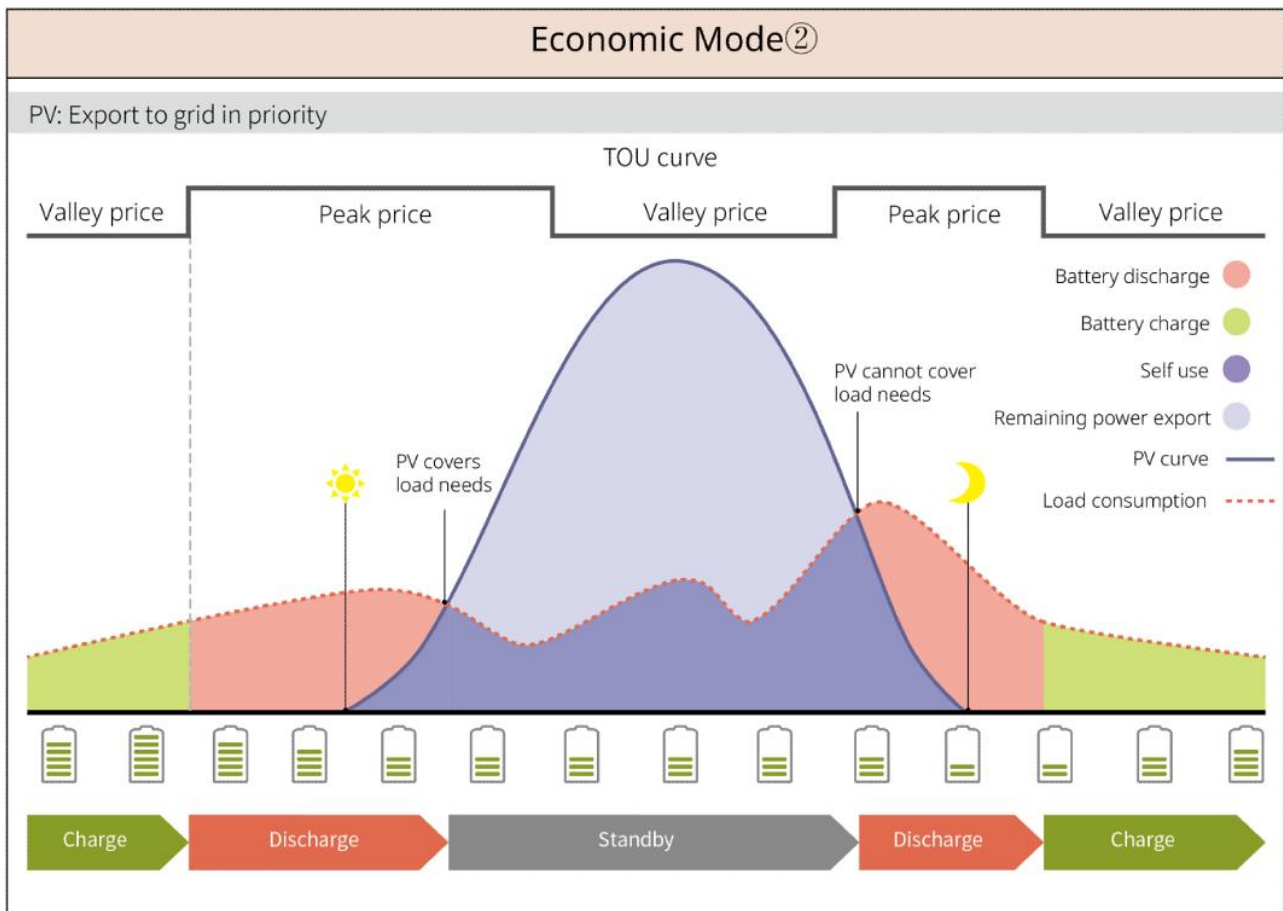 Economic Mode②
PV: Export to grid in priority
TOU curve
Valley price
Peak price
Valley price
Peak price
Valley price
Battery discharge
Battery charge
Self use
Remaining power export
PV curve
Load consumption
PV covers
load needs
PV cannot cover
load needs
Charge
Discharge
Standby
Discharge
Charge